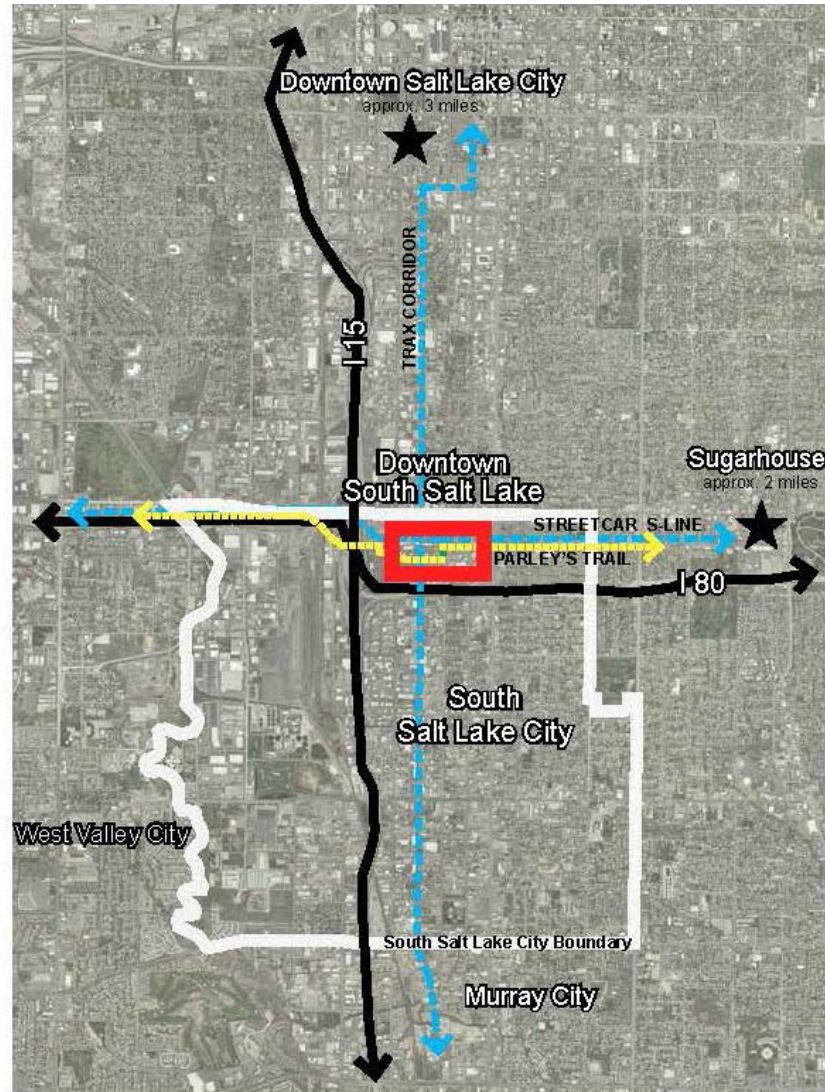 Downtown Salt Lake City
approx. 3 miles
TRAX CORRIDOR
I 15
Downtown
South Salt Lake
Sugarhouse
approx. 2 miles
STREETCAR S-LINE
PARLEY'S TRAIL
I 80
South
Salt Lake City
West Valley City
South Salt Lake City Boundary
Murray City